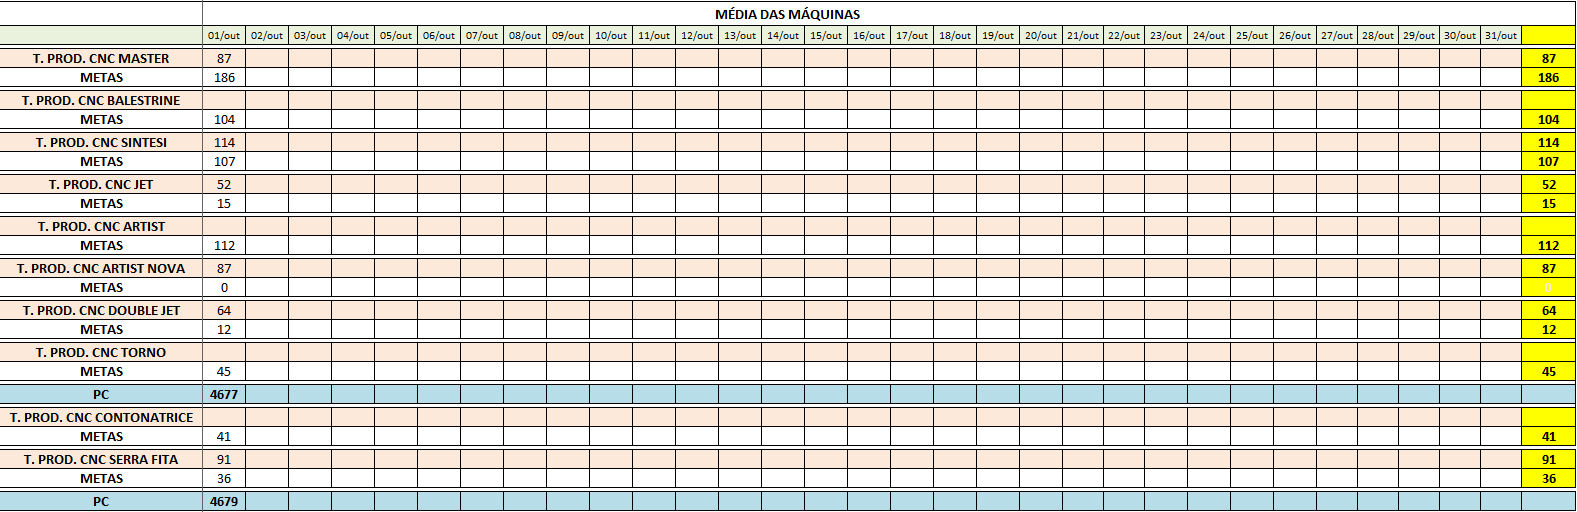 MÉDIA DAS MÁQUINAS
01/out 02/out 03/out 04/out 05/out 06/out 07/out 08/out 09/out 10/out 11/out 12/out 13/out 14/out 15/out 16/out 17/out 18/out 19/out 20/out 21/out 22/out 23/out 24/out 25/out 26/out 27/out 28/out 29/out 30/out 31/out
T. PROD. CNC MASTER 87 87
METAS 186 186
T. PROD. CNC BALESTRINE
METAS 104 104
T. PROD. CNC SINTESI 114 114
METAS 107 107
T. PROD. CNC JET 52 52
METAS 15 15
T. PROD. CNC ARTIST
METAS 112 112
T. PROD. CNC ARTIST NOVA 87 87
METAS 0 0
T. PROD. CNC DOUBLE JET 64 64
METAS 12 12
T. PROD. CNC TORNO
METAS 45 45
PC 4677
T. PROD. CNC CONTONATRICE
METAS 41 41
T. PROD. CNC SERRA FITA 91 91
METAS 36 36
PC 4679